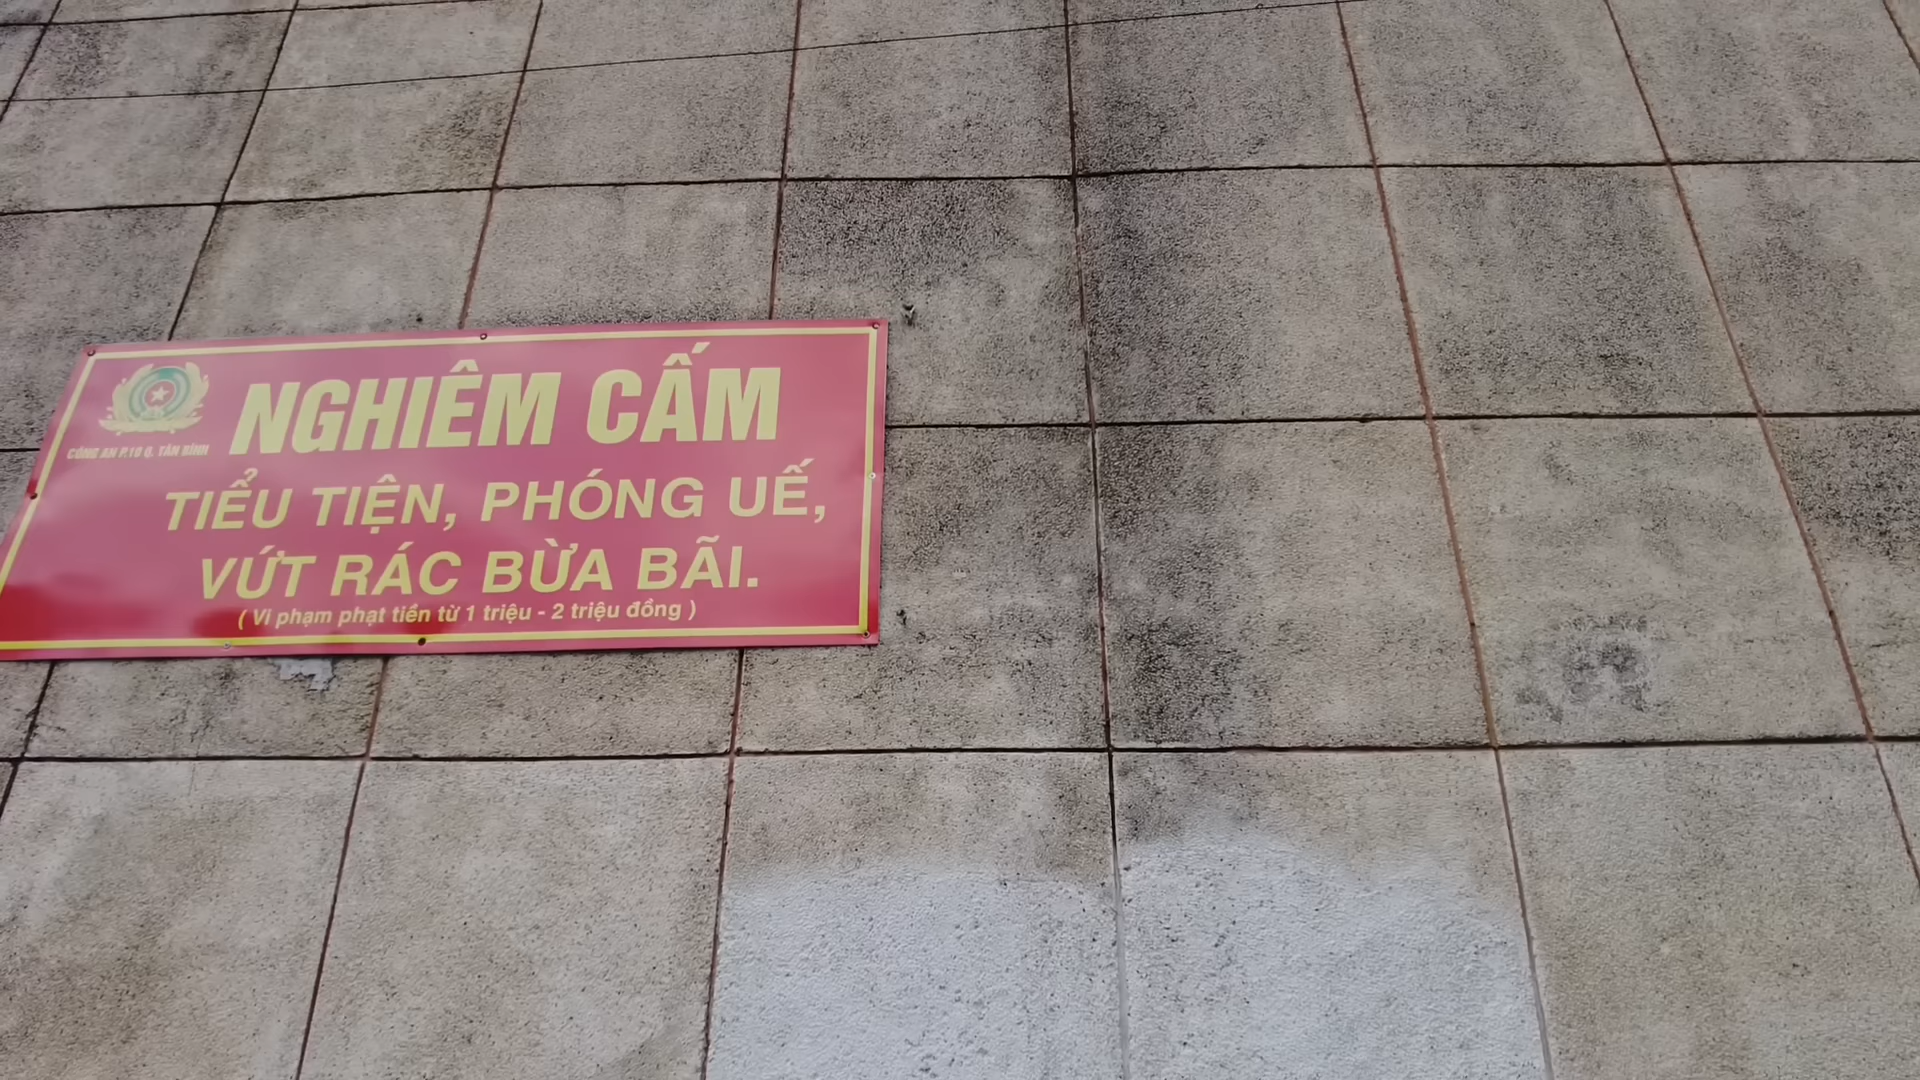 CÔNG AN P.10 Q. TÂN BÌNH
NGHIÊM CẤM
TIỂU TIỆN, PHÓNG UẾ,
VỨT RÁC BỪA BÃI.
( Vi phạm phạt tiền từ 1 triệu - 2 triệu đồng )